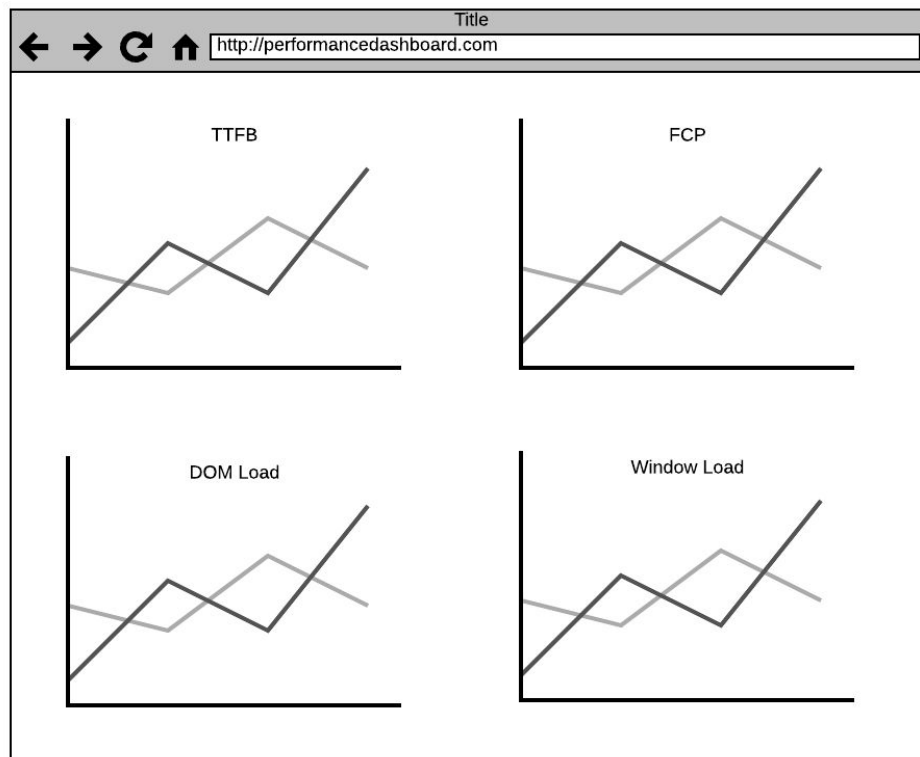 Title
http://performancedashboard.com
TTFB
FCP
DOM Load
Window Load